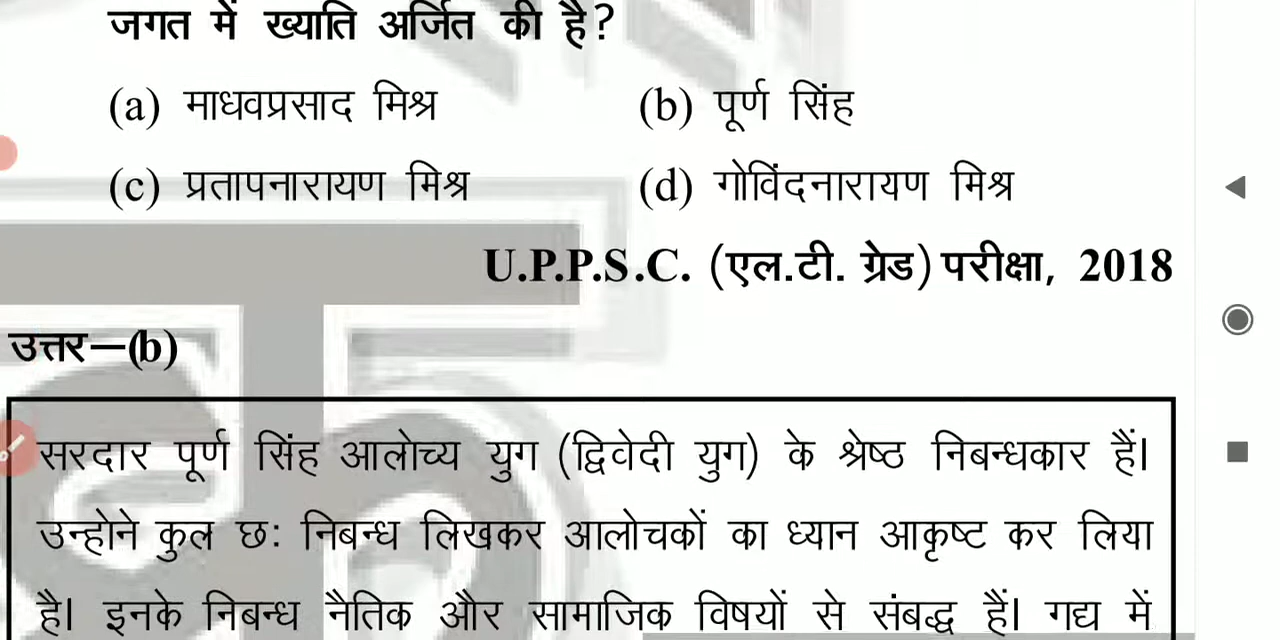 जगत में ख्याति अर्जित की है?
(a) माधवप्रसाद मिश्र (b) पूर्ण सिंह
(c) प्रतापनारायण मिश्र (d) गोविंदनारायण मिश्र
U.P.P.S.C. (एल.टी. ग्रेड) परीक्षा, 2018
उत्तर—(b)
सरदार पूर्ण सिंह आलोच्य युग (द्विवेदी युग) के श्रेष्ठ निबन्धकार हैं।
उन्होने कुल छः निबन्ध लिखकर आलोचकों का ध्यान आकृष्ट कर लिया
है। इनके निबन्ध नैतिक और सामाजिक विषयों से संबद्ध हैं। गद्य में